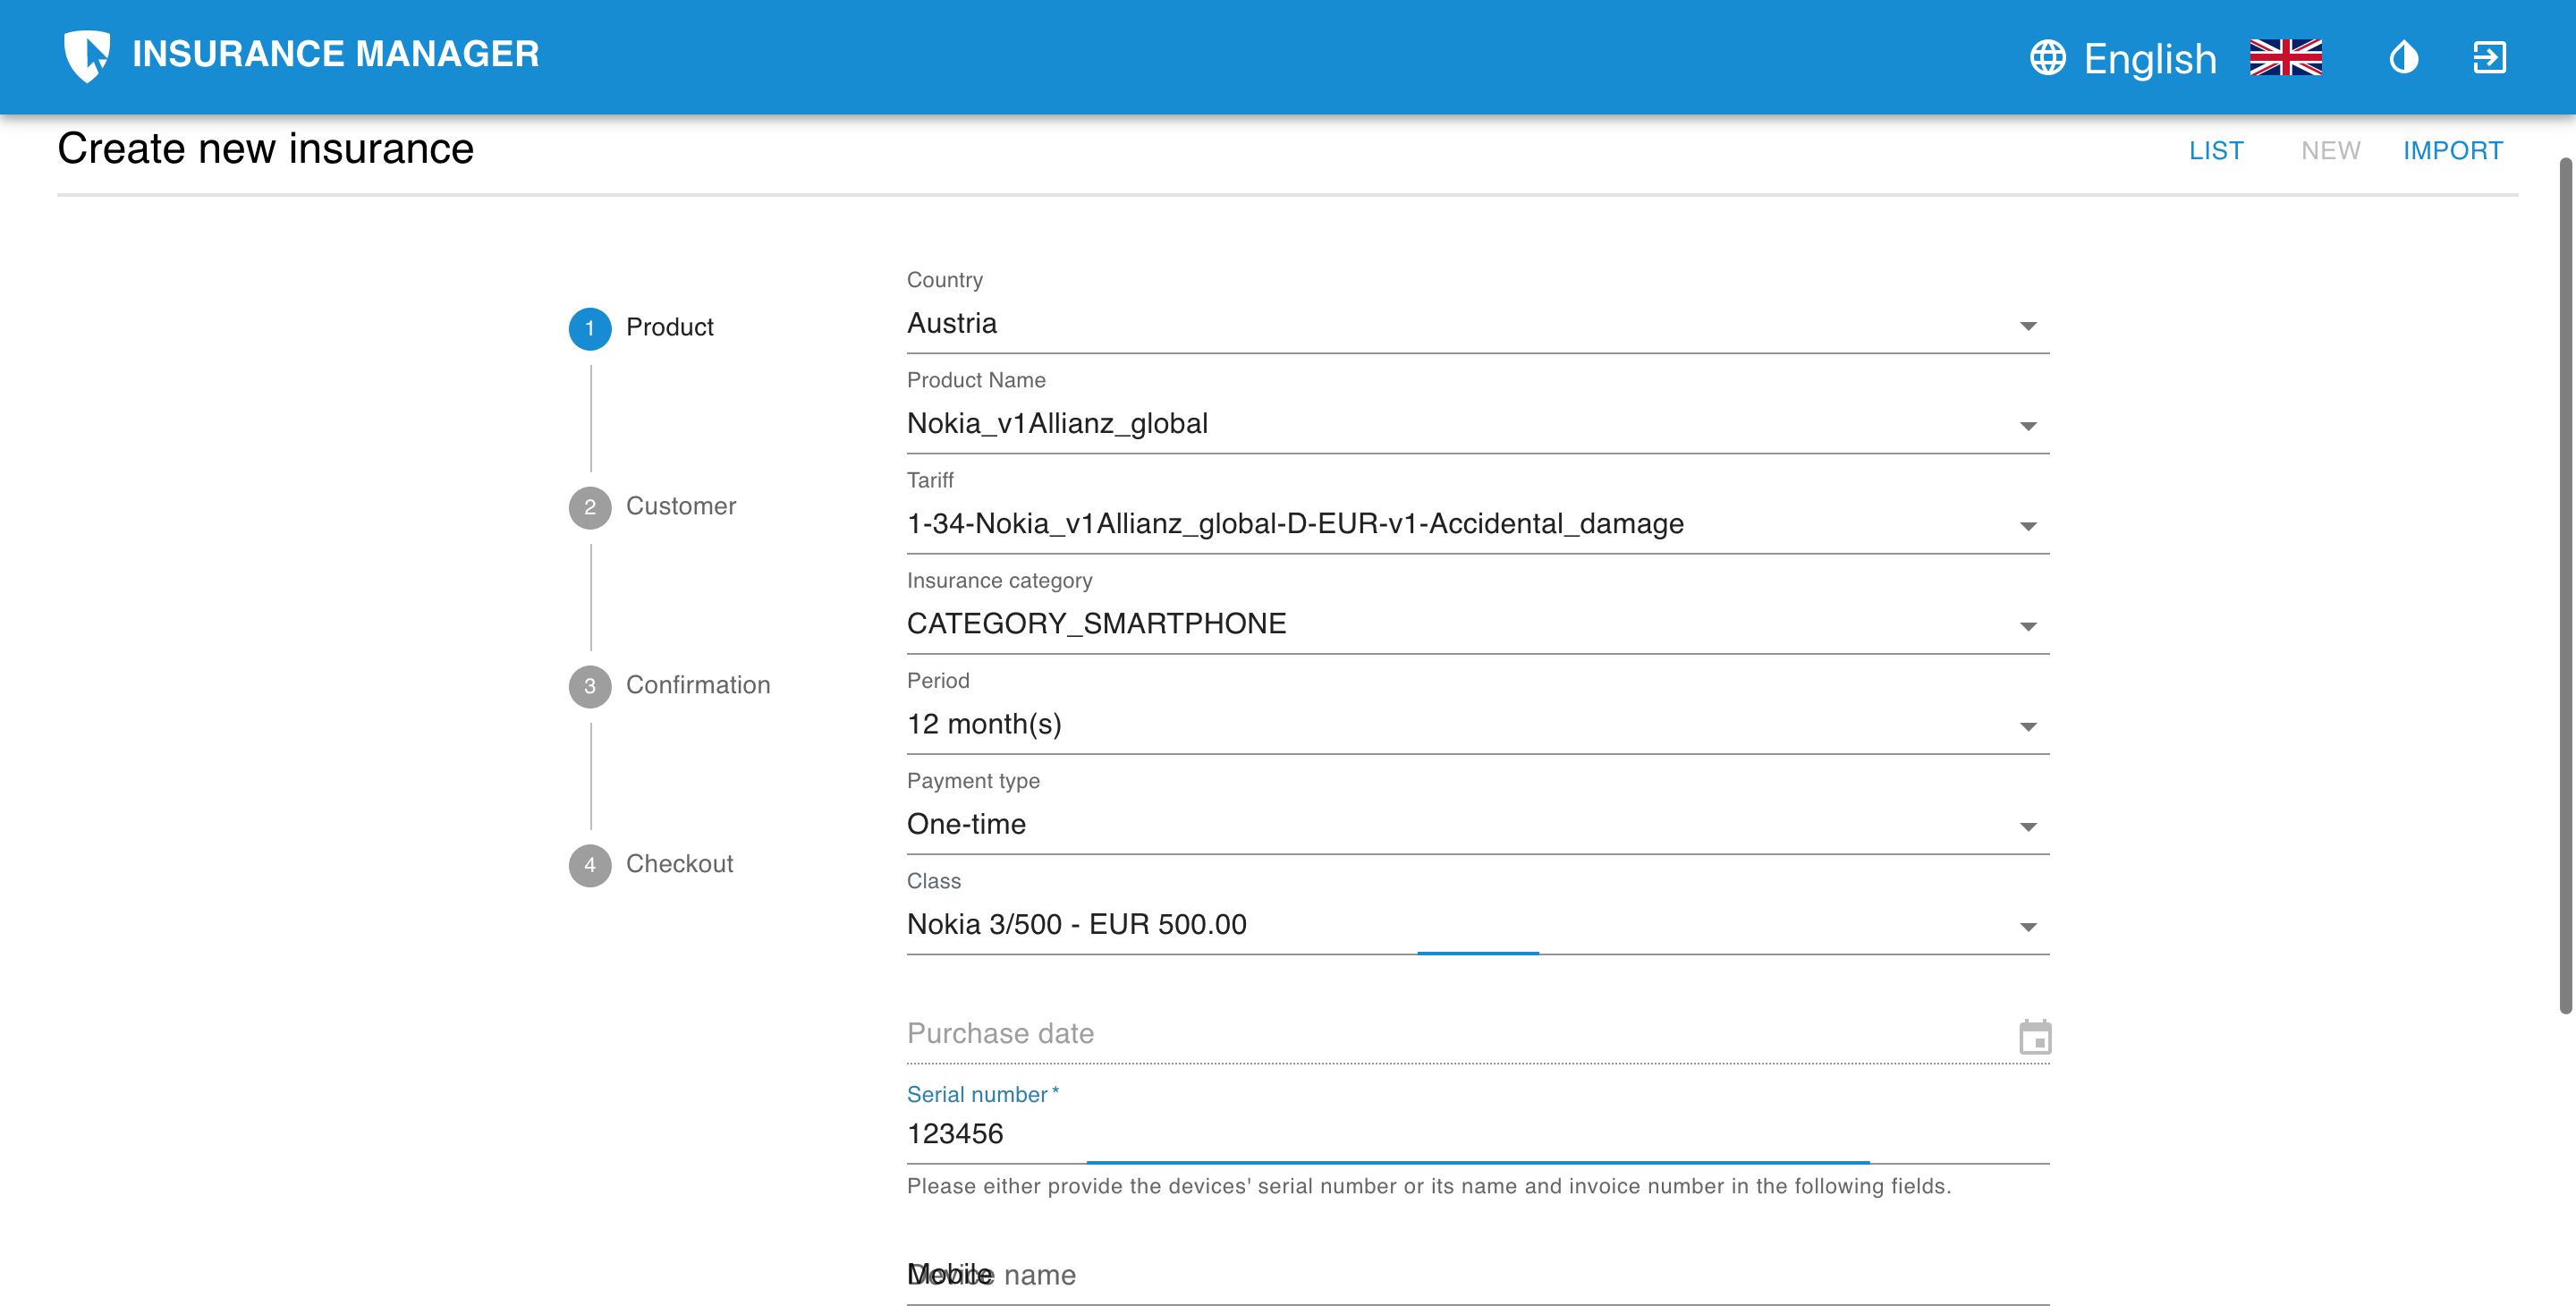 INSURANCE MANAGER
English
Create new insurance
LIST NEW IMPORT
1 Product
2 Customer
3 Confirmation
4 Checkout
Country
Austria
Product Name
Nokia_v1Allianz_global
Tariff
1-34-Nokia_v1Allianz_global-D-EUR-v1-Accidental_damage
Insurance category
CATEGORY_SMARTPHONE
Period
12 month(s)
Payment type
One-time
Class
Nokia 3/500 - EUR 500.00
Purchase date
Serial number *
123456
Please either provide the devices' serial number or its name and invoice number in the following fields.
Device name
Mobile